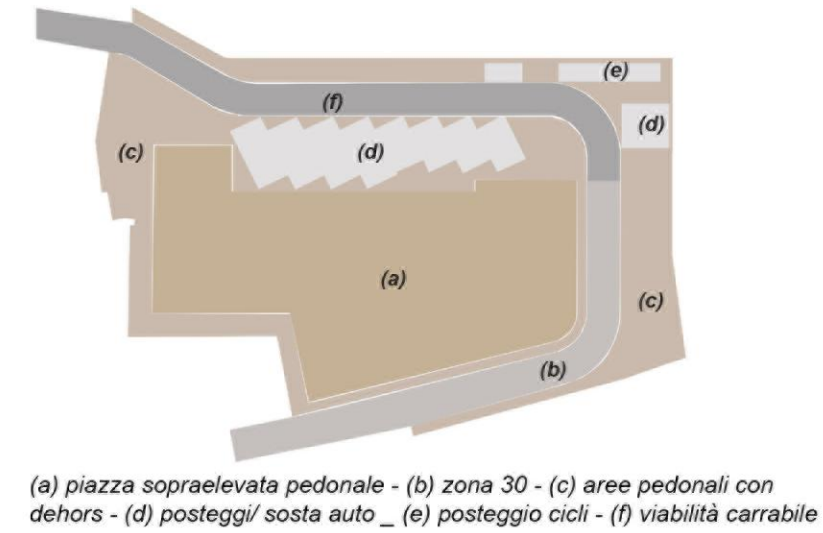 (e)
(f)
(d)
(c)
(d)
(a)
(c)
(b)
(a) piazza sopraelevata pedonale - (b) zona 30 - (c) aree pedonali con
dehors - (d) posteggi/ sosta auto _ (e) posteggio cicli - (f) viabilità carrabile